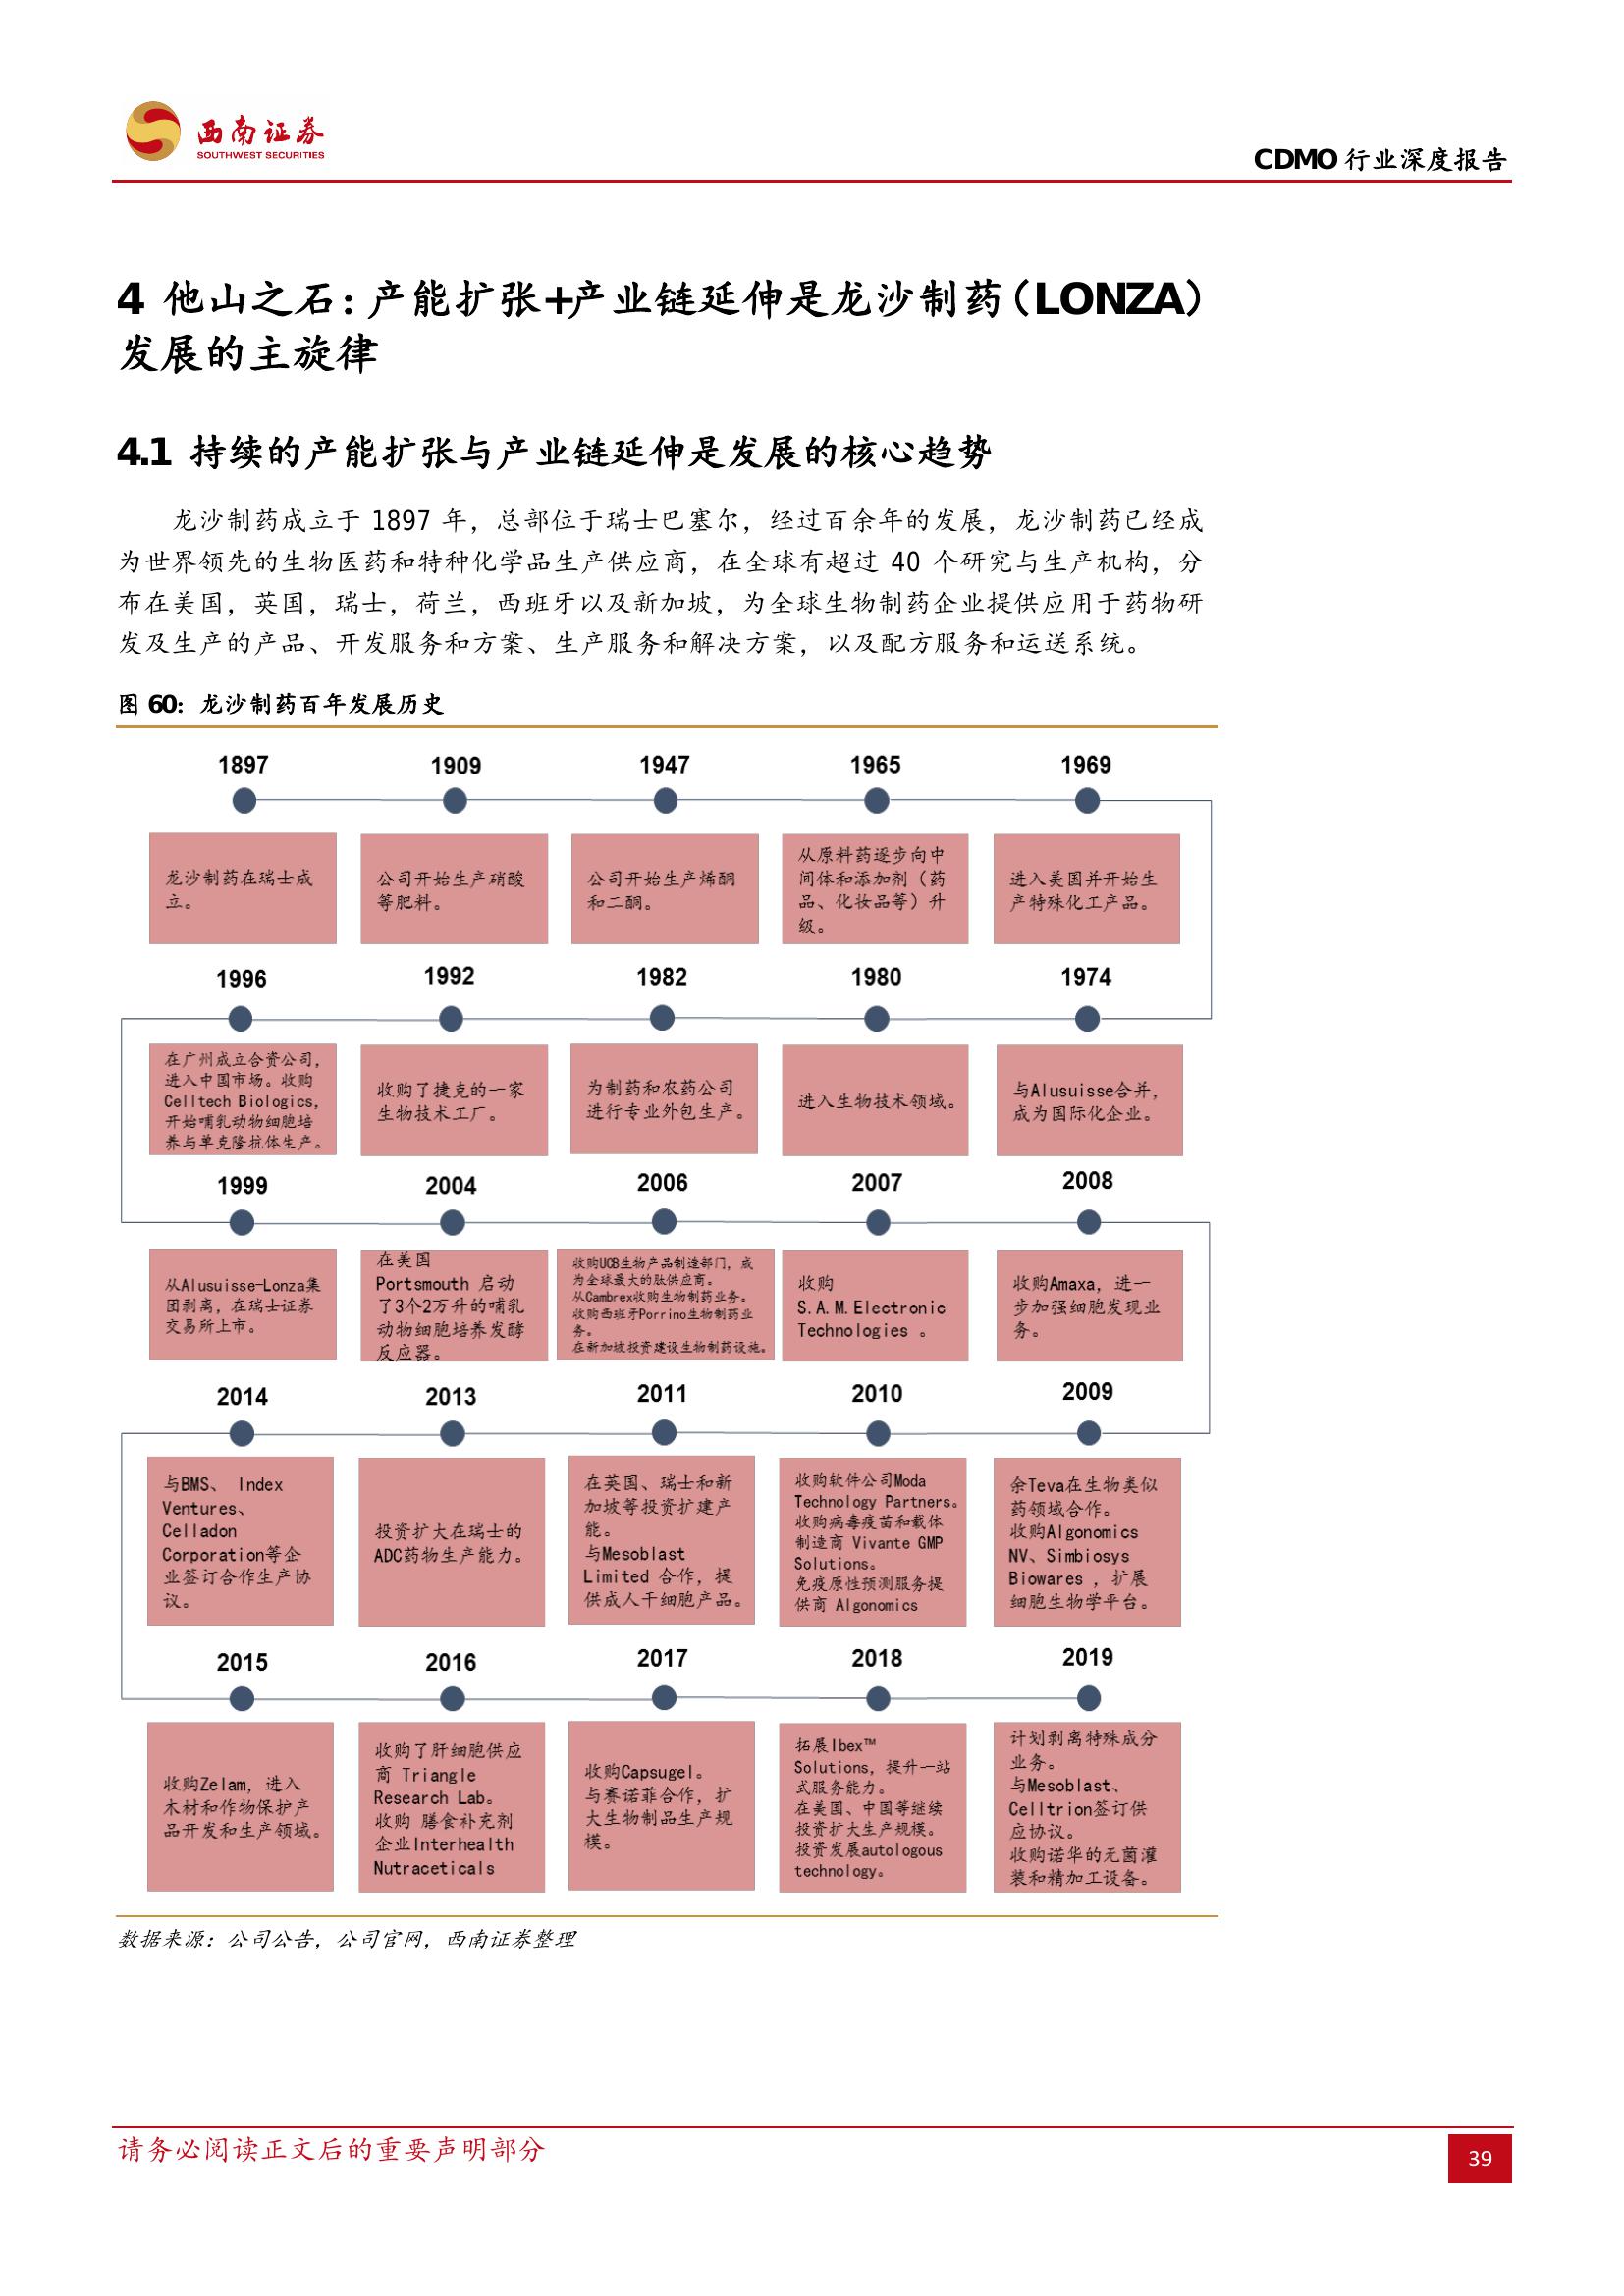 西南证券
SOUTHWEST SECURITIES
CDMO 行业深度报告
4 他山之石：产能扩张+产业链延伸是龙沙制药（LONZA）
发展的主旋律
4.1 持续的产能扩张与产业链延伸是发展的核心趋势
龙沙制药成立于 1897 年，总部位于瑞士巴塞尔，经过百余年的发展，龙沙制药已经成
为世界领先的生物医药和特种化学品生产供应商，在全球有超过 40 个研究与生产机构，分
布在美国，英国，瑞士，荷兰，西班牙以及新加坡，为全球生物制药企业提供应用于药物研
发及生产的产品、开发服务和方案、生产服务和解决方案，以及配方服务和运送系统。
图 60：龙沙制药百年发展历史
1897
1909
1947
1965
1969
龙沙制药在瑞士成
立。
公司开始生产硝酸
等肥料。
公司开始生产烯酮
和二酮。
从原料药逐步向中
间体和添加剂（药
品、化妆品等）升
级。
进入美国并开始生
产特殊化工产品。
1996
1992
1982
1980
1974
在广州成立合资公司，
进入中国市场。收购
Celltech Biologics，
开始哺乳动物细胞培
养与单克隆抗体生产。
收购了捷克的一家
生物技术工厂。
为制药和农药公司
进行专业外包生产。
进入生物技术领域。
与Alusuisse合并，
成为国际化企业。
1999
2004
2006
2007
2008
从Alusuisse-Lonza集
团剥离，在瑞士证券
交易所上市。
在美国
Portsmouth 启动
了3个2万升的哺乳
动物细胞培养发酵
反应器。
收购UCB生物产品制造部门，成
为全球最大的肽供应商。
从Cambrex收购生物制药业务。
收购西班牙Porrino生物制药业
务。
在新加坡投资建设生物制药设施。
收购
S.A.M.Electronic
Technologies 。
收购Amaxa，进一
步加强细胞发现业
务。
2014
2013
2011
2010
2009
与BMS、 Index
Ventures、
Celladon
Corporation等企
业签订合作生产协
议。
投资扩大在瑞士的
ADC药物生产能力。
在英国、瑞士和新
加坡等投资扩建产
能。
与Mesoblast
Limited 合作，提
供成人干细胞产品。
收购软件公司Moda
Technology Partners。
收购病毒疫苗和载体
制造商 Vivante GMP
Solutions。
免疫原性预测服务提
供商 Algonomics
余Teva在生物类似
药领域合作。
收购Algonomics
NV、Simbiosys
Biowares ，扩展
细胞生物学平台。
2015
2016
2017
2018
2019
收购Zelam，进入
木材和作物保护产
品开发和生产领域。
收购了肝细胞供应
商 Triangle
Research Lab。
收购 膳食补充剂
企业Interhealth
Nutraceticals
收购Capsugel。
与赛诺菲合作，扩
大生物制品生产规
模。
拓展Ibex™
Solutions，提升一站
式服务能力。
在美国、中国等继续
投资扩大生产规模。
投资发展autologous
technology。
计划剥离特殊成分
业务。
与Mesoblast、
Celltrion签订供
应协议。
收购诺华的无菌灌
装和精加工设备。
数据来源：公司公告，公司官网，西南证券整理
请务必阅读正文后的重要声明部分
39